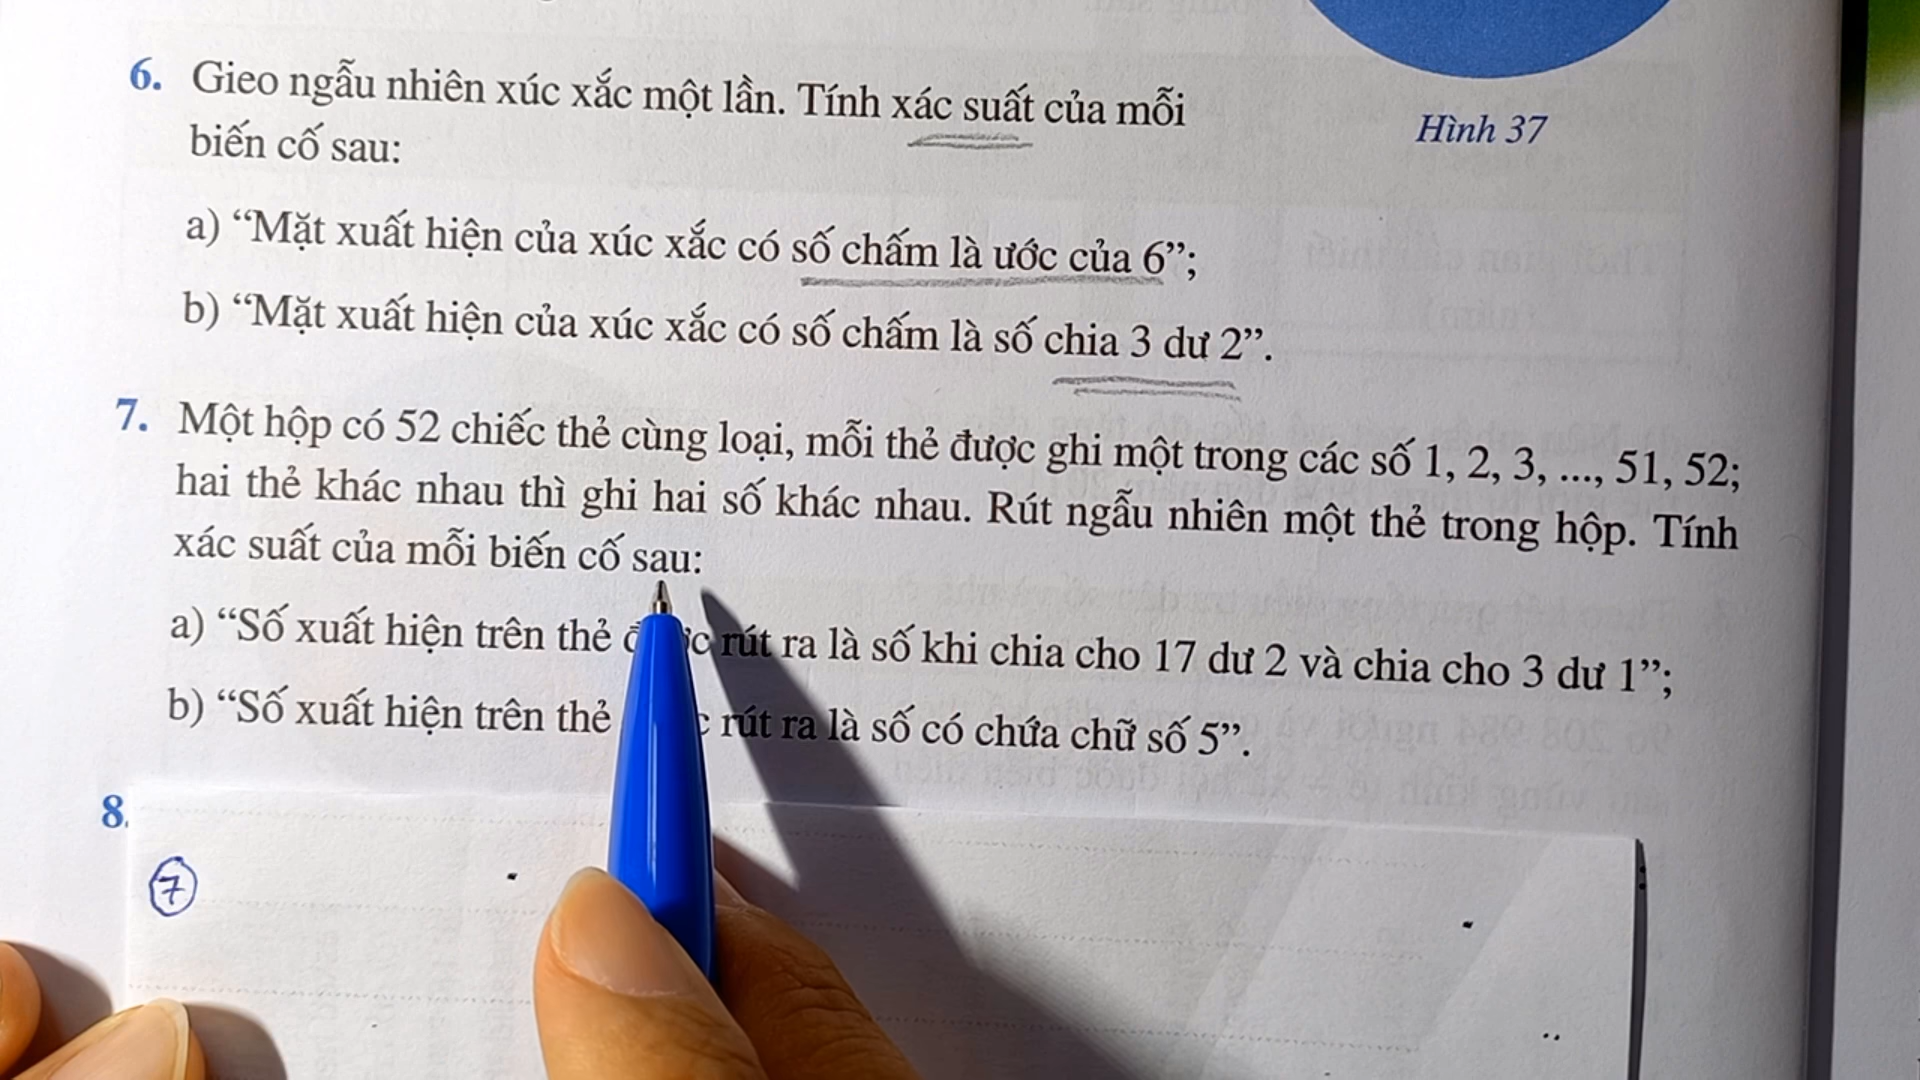 6. Gieo ngẫu nhiên xúc xắc một lần. Tính xác suất của mỗi
biến cố sau:
Hình 37
a) “Mặt xuất hiện của xúc xắc có số chấm là ước của 6”;
b) “Mặt xuất hiện của xúc xắc có số chấm là số chia 3 dư 2”.
7. Một hộp có 52 chiếc thẻ cùng loại, mỗi thẻ được ghi một trong các số 1, 2, 3, ..., 51, 52;
hai thẻ khác nhau thì ghi hai số khác nhau. Rút ngẫu nhiên một thẻ trong hộp. Tính
xác suất của mỗi biến cố sau:
a) “Số xuất hiện trên thẻ rút ra là số khi chia cho 17 dư 2 và chia cho 3 dư 1”;
b) “Số xuất hiện trên thẻ rút ra là số có chứa chữ số 5”.
8.
7